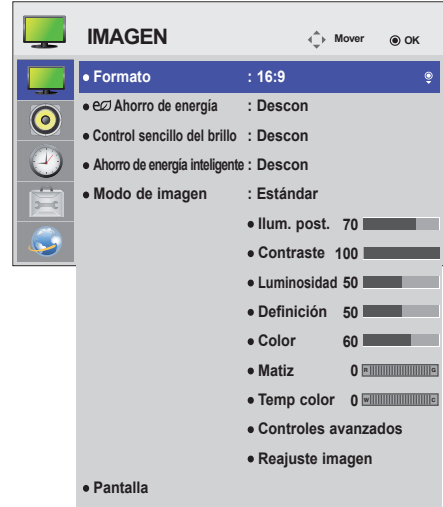 IMAGEN Mover OK
● Formato : 16:9
● Ahorro de energía : Descon
● Control sencillo del brillo : Descon
● Ahorro de energía inteligente : Descon
● Modo de imagen : Estándar
● Ilum. post. 70
● Contraste 100
● Luminosidad 50
● Definición 50
● Color 60
● Matiz 0 R G
● Temp color 0 W C
● Controles avanzados
● Reajuste imagen
● Pantalla